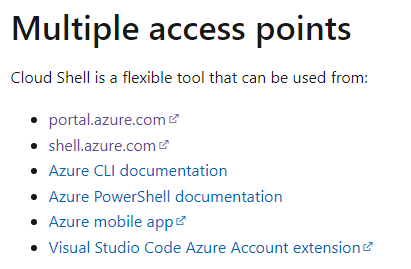 Multiple access points
Cloud Shell is a flexible tool that can be used from:
portal.azure.com
shell.azure.com
Azure CLI documentation
Azure PowerShell documentation
Azure mobile app
Visual Studio Code Azure Account extension